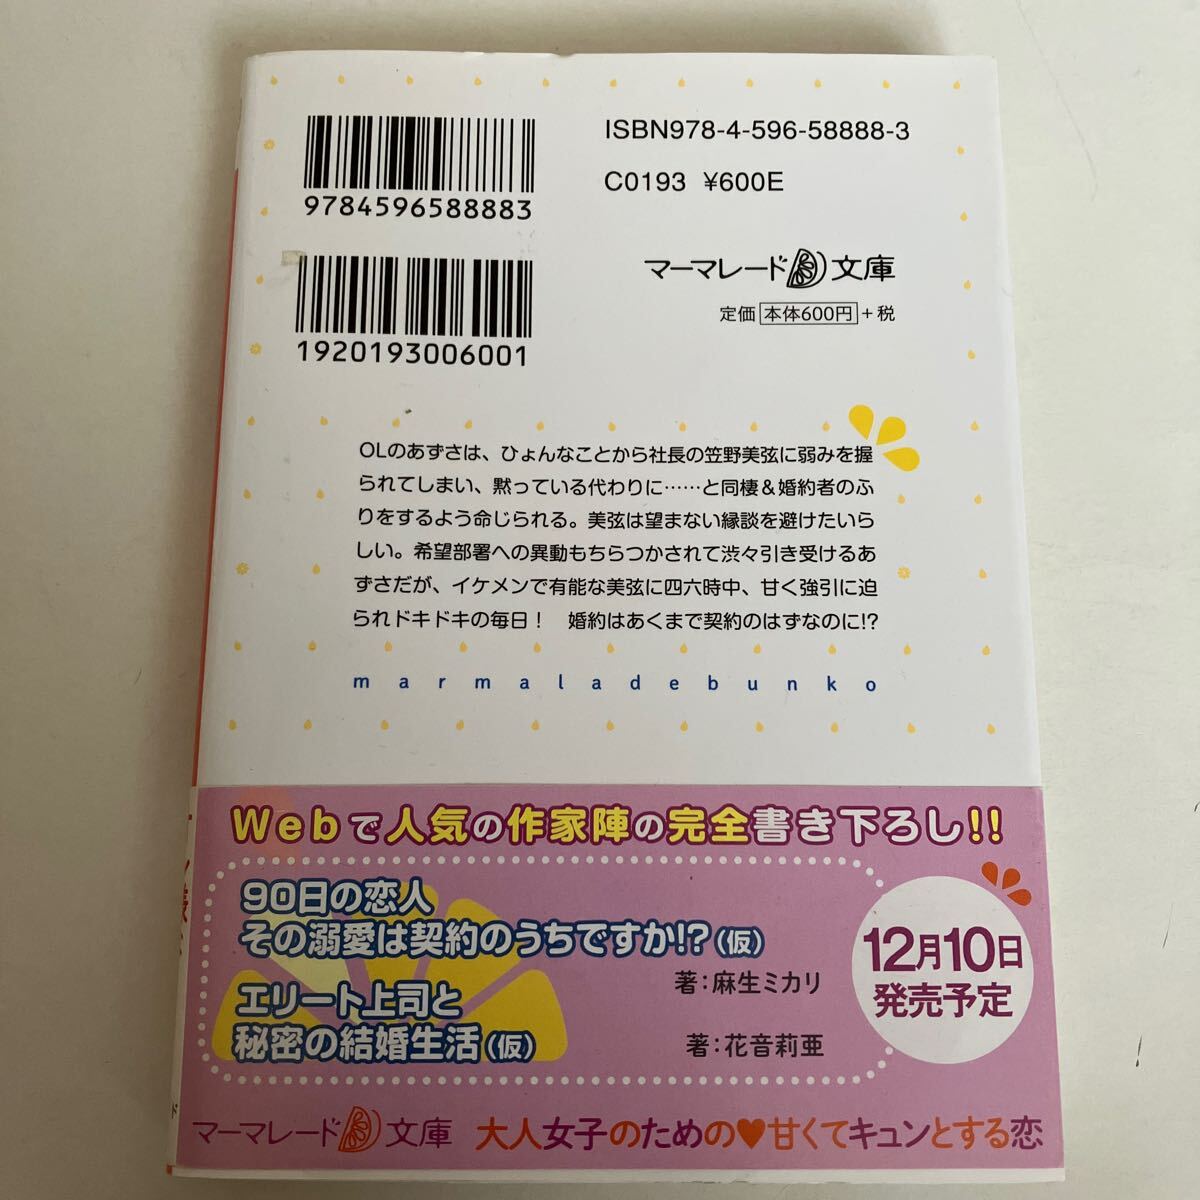 ISBN978-4-596-58888-3
C0193 ¥600E
9784596588883
マーマレード文庫
定価 本体600円 +税
1920193006001
OLのあずさは、ひょんなことから社長の笠野美弦に弱みを握
られてしまい、黙っている代わりに……と同棲＆婚約者のふ
りをするよう命じられる。美弦は望まない縁談を避けたいら
しい。希望部署への異動もちらつかされて渋々引き受けるあ
ずさだが、イケメンで有能な美弦に四六時中、甘く強引に迫
られドキドキの毎日！　婚約はあくまで契約のはずなのに!?
marmaladebunko
Webで人気の作家陣の完全書き下ろし!!
90日の恋人
その溺愛は契約のうちですか!?(仮)
著:麻生ミカリ
エリート上司と
秘密の結婚生活(仮)
著:花音莉亜
12月10日
発売予定
マーマレード文庫 大人女子のための♥甘くてキュンとする恋